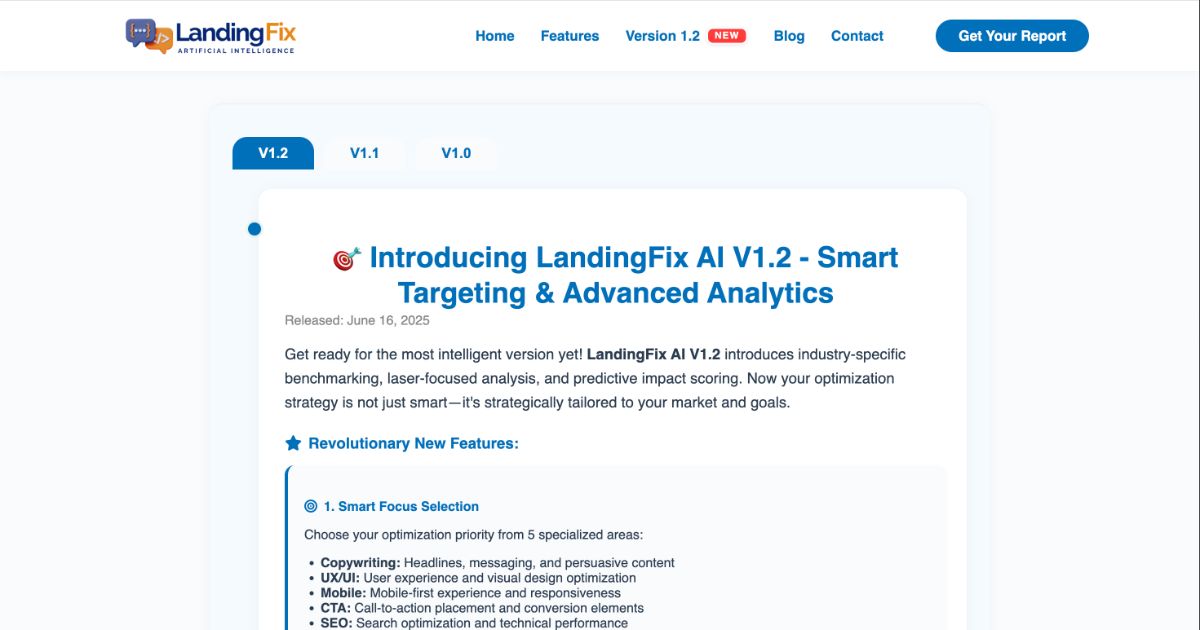 LandingFix
ARTIFICIAL INTELLIGENCE
Home
Features
Version 1.2 NEW
Blog
Contact
Get Your Report
V1.2
V1.1
V1.0
🎯 Introducing LandingFix AI V1.2 - Smart
Targeting & Advanced Analytics
Released: June 16, 2025
Get ready for the most intelligent version yet! LandingFix AI V1.2 introduces industry-specific
benchmarking, laser-focused analysis, and predictive impact scoring. Now your optimization
strategy is not just smart—it's strategically tailored to your market and goals.
Revolutionary New Features:
1. Smart Focus Selection
Choose your optimization priority from 5 specialized areas:
• Copywriting: Headlines, messaging, and persuasive content
• UX/UI: User experience and visual design optimization
• Mobile: Mobile-first experience and responsiveness
• CTA: Call-to-action placement and conversion elements
• SEO: Search optimization and technical performance